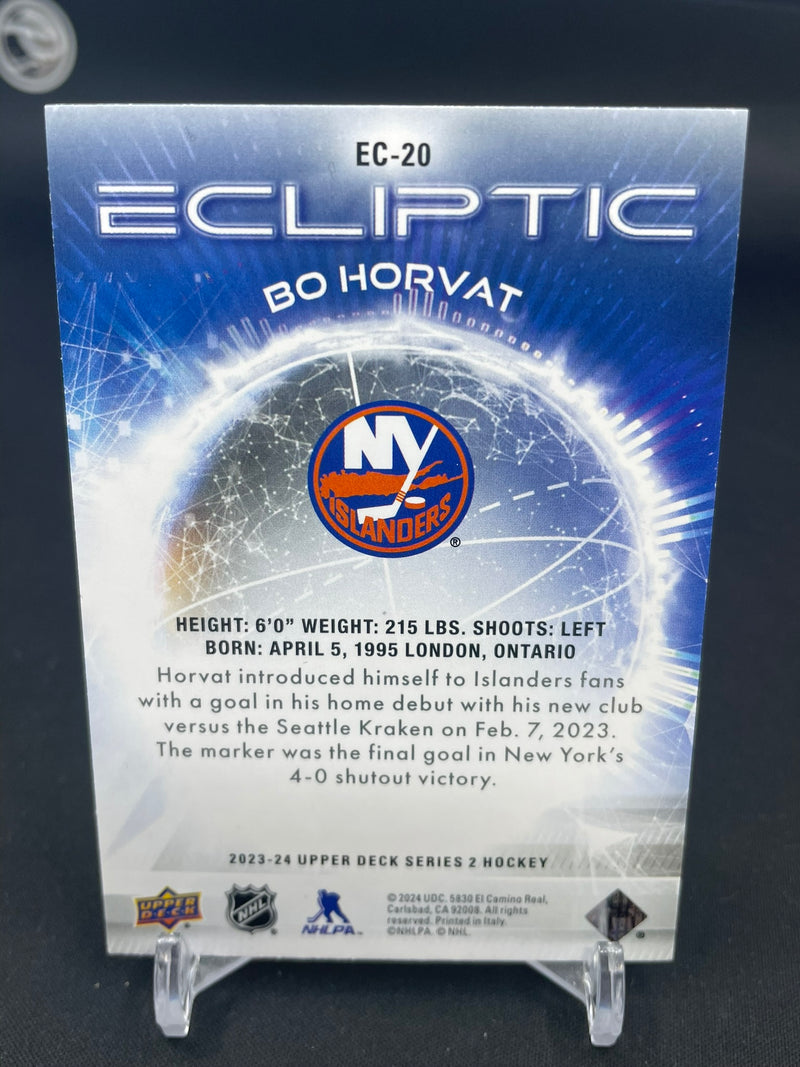 EC-20
ECLIPTIC
BO HORVAT
NY
ISLANDERS
®
HEIGHT: 6'0" WEIGHT: 215 LBS. SHOOTS: LEFT
BORN: APRIL 5, 1995 LONDON, ONTARIO
Horvat introduced himself to Islanders fans
with a goal in his home debut with his new club
versus the Seattle Kraken on Feb. 7, 2023.
The marker was the final goal in New York's
4-0 shutout victory.
2023-24 UPPER DECK SERIES 2 HOCKEY
UPPER DECK
NHL
NHLPA
© 2024 UDC. 5830 El Camino Real,
Carlsbad, CA 92008. All rights
reserved. Printed in Italy.
©NHLPA. © NHL.